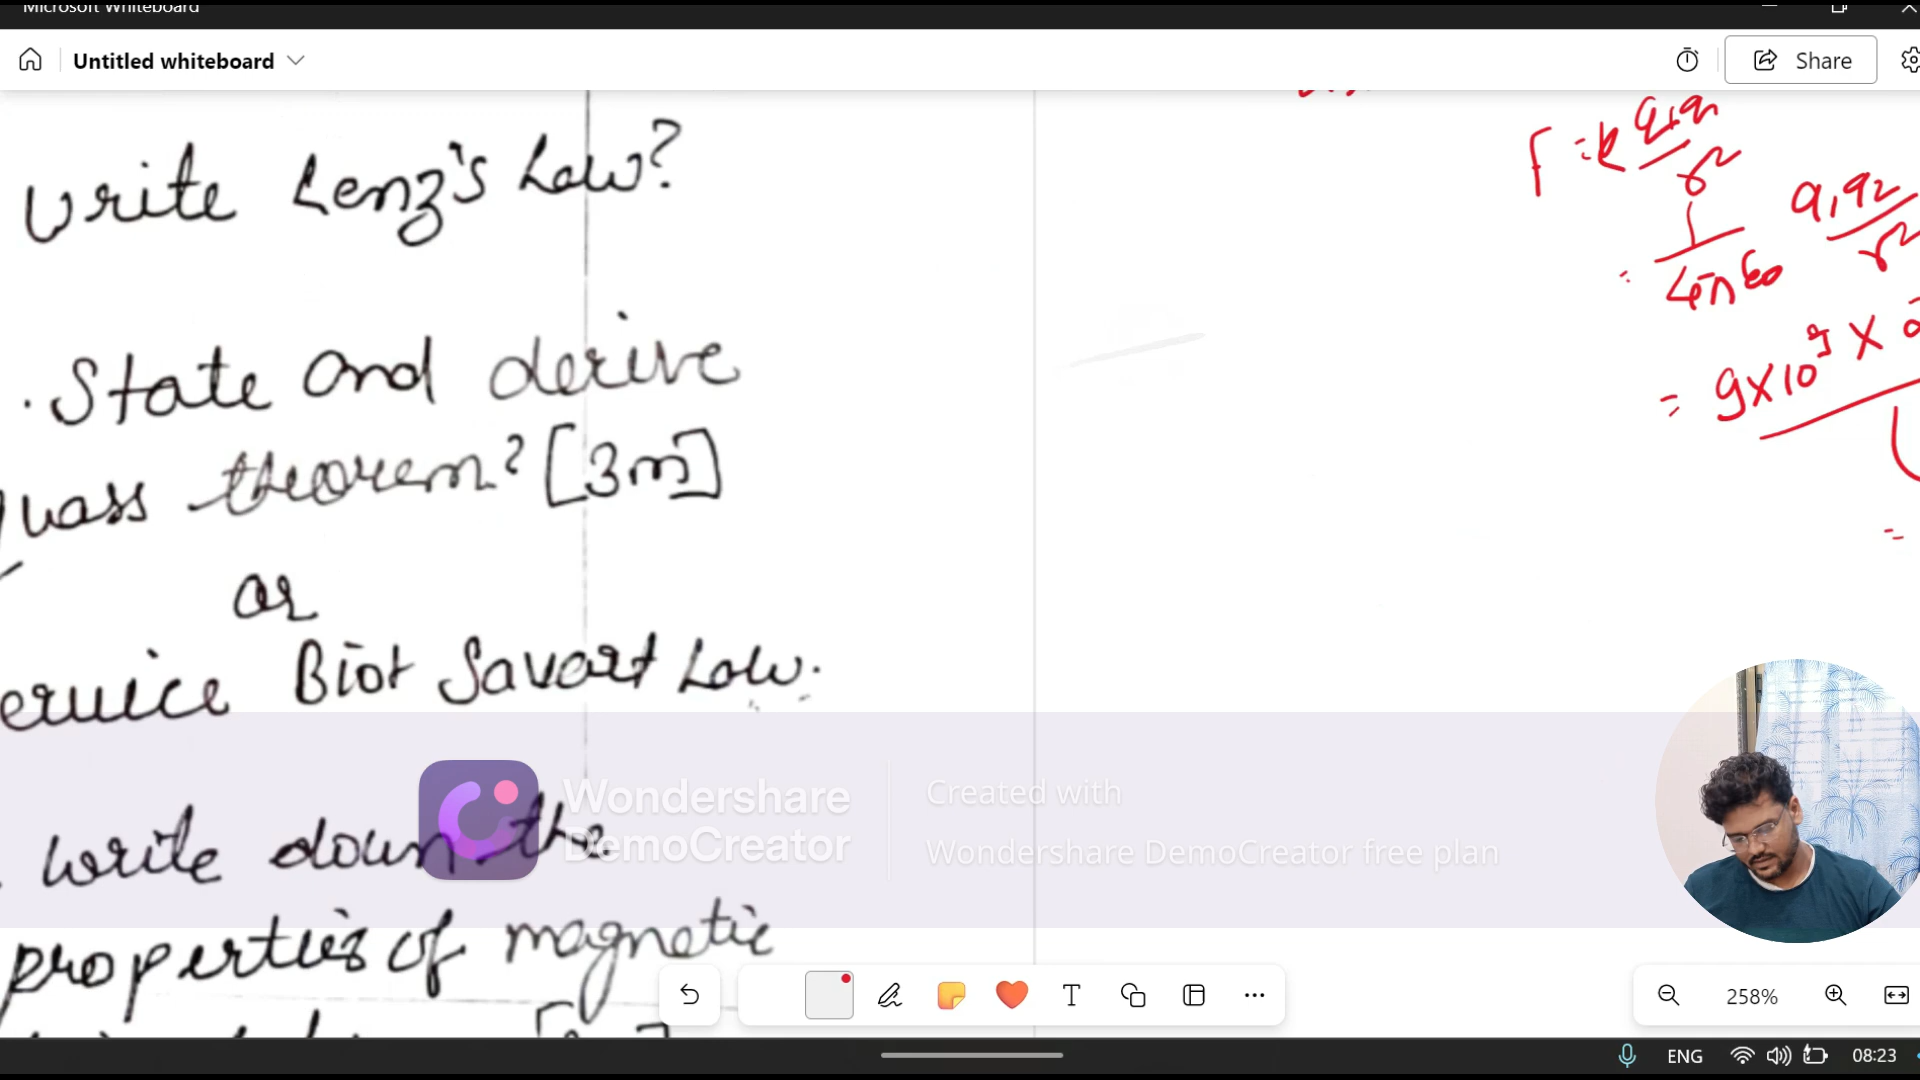 Microsoft Whiteboard
Untitled whiteboard
Share
Write Lenz's Law?
. State and derive
guass theorem? [3m]
or
Biot Savart Law.
Wondershare
DemoCreator
Created with
Wondershare DemoCreator free plan
write down the
properties of magnetic
F = k q1q2
r²
= 1 q1q2
4πε0 r²
= 9×10⁹ ×
=
T
258%
ENG
08:23